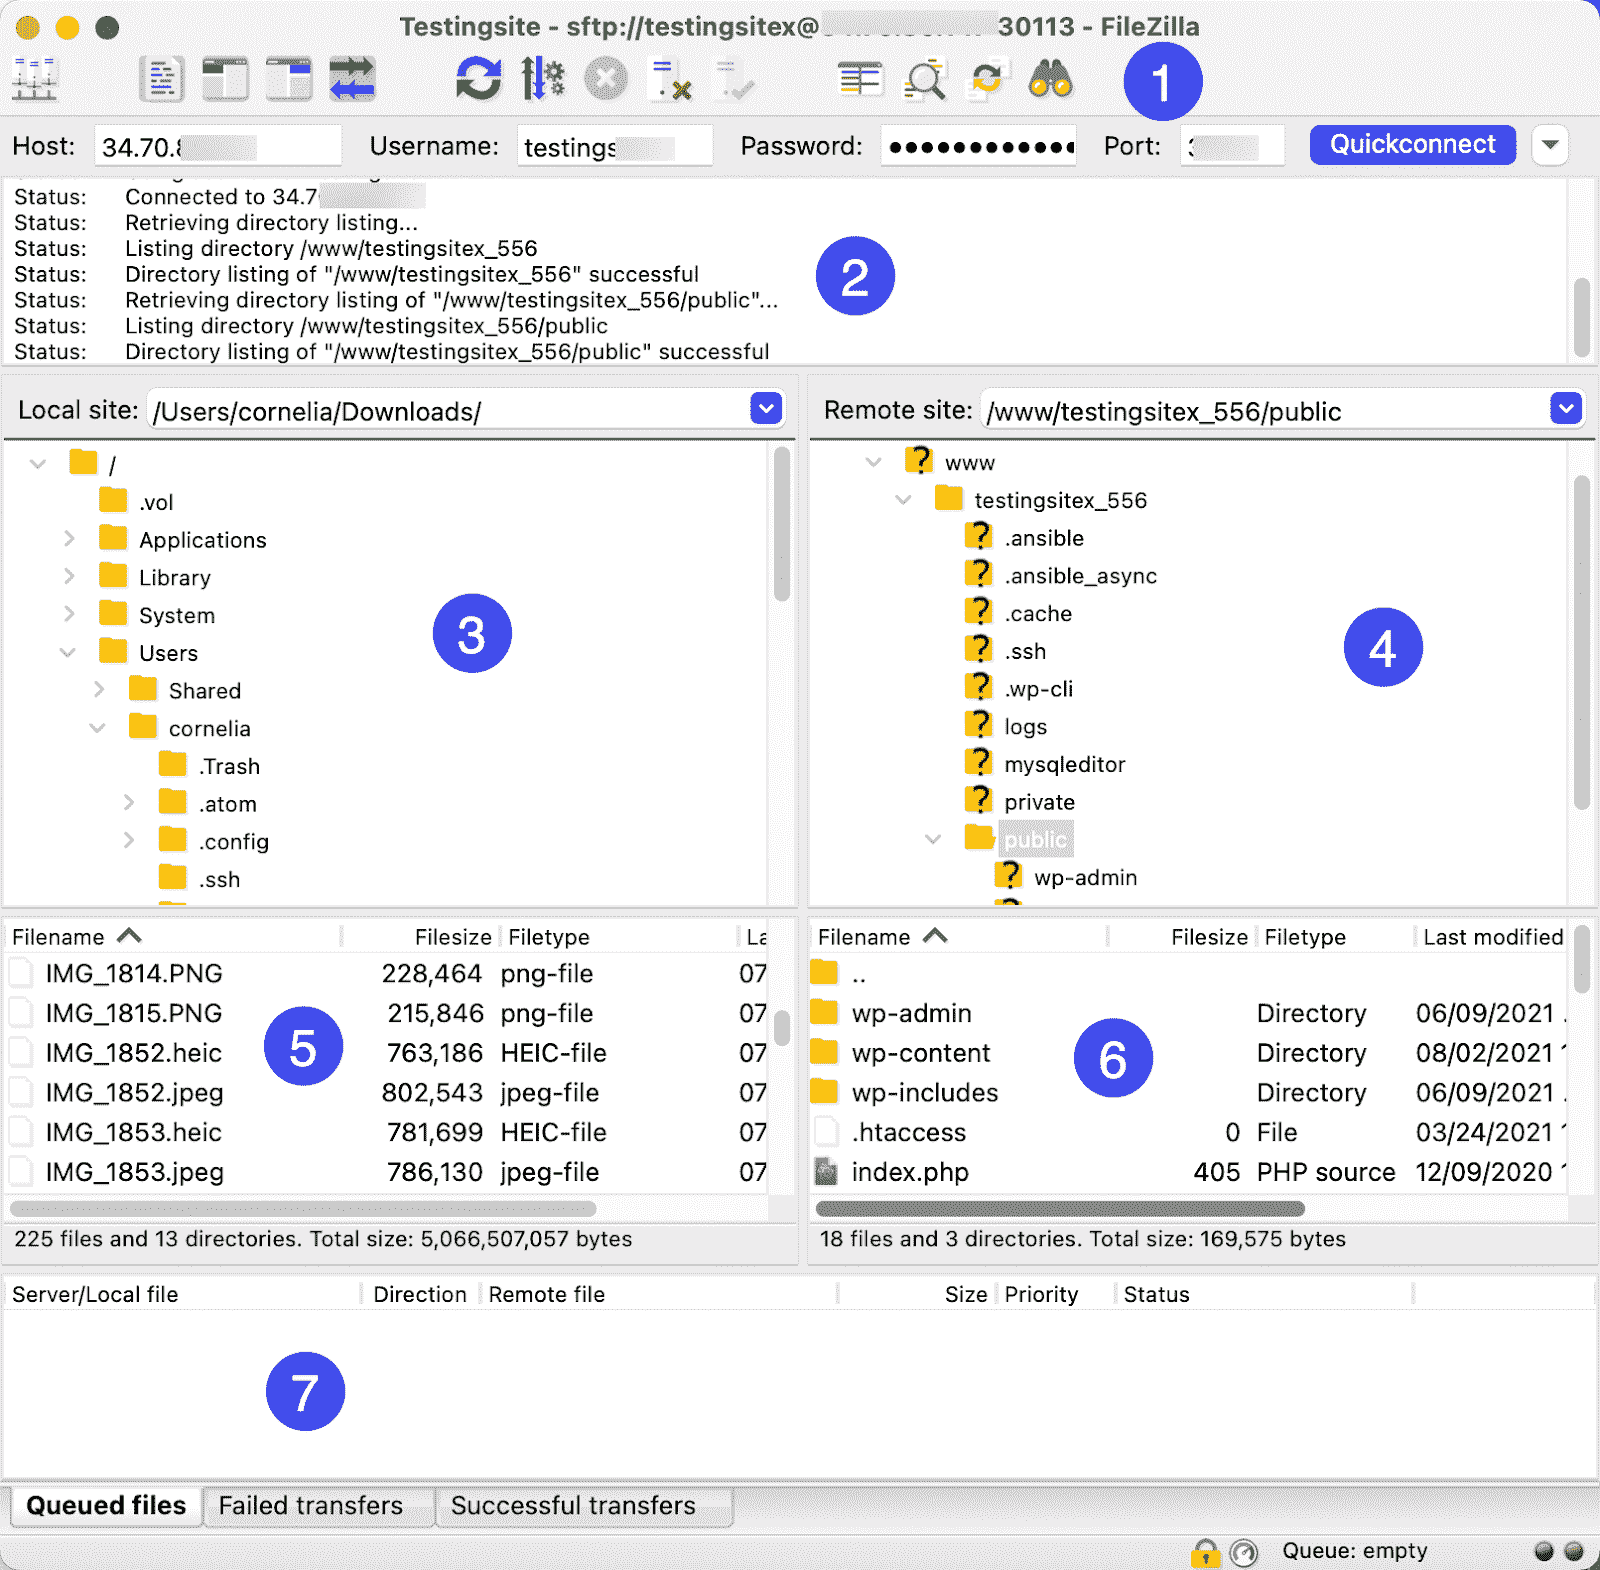 Testingsite - sftp://testingsitex@ 30113 - FileZilla
1
Host: 34.70. Username: testings Password: ●●●●●●●●●●●● Port: Quickconnect
Status: Connected to 34.7
Status: Retrieving directory listing...
Status: Listing directory /www/testingsitex_556
Status: Directory listing of "/www/testingsitex_556" successful
Status: Retrieving directory listing of "/www/testingsitex_556/public"...
Status: Listing directory /www/testingsitex_556/public
Status: Directory listing of "/www/testingsitex_556/public" successful
2
Local site: /Users/cornelia/Downloads/
/
.vol
Applications
Library
System
Users
Shared
cornelia
.Trash
.atom
.config
.ssh
3
Remote site: /www/testingsitex_556/public
? www
testingsitex_556
? .ansible
? .ansible_async
? .cache
? .ssh
? .wp-cli
? logs
? mysqleditor
? private
public
? wp-admin
4
Filename Filesize Filetype La
IMG_1814.PNG 228,464 png-file 07
IMG_1815.PNG 215,846 png-file 07
IMG_1852.heic 763,186 HEIC-file 07
IMG_1852.jpeg 802,543 jpeg-file 07
IMG_1853.heic 781,699 HEIC-file 07
IMG_1853.jpeg 786,130 jpeg-file 07
5
225 files and 13 directories. Total size: 5,066,507,057 bytes
Filename Filesize Filetype Last modified
..
wp-admin Directory 06/09/2021
wp-content Directory 08/02/2021
wp-includes Directory 06/09/2021
.htaccess 0 File 03/24/2021
index.php 405 PHP source 12/09/2020
6
18 files and 3 directories. Total size: 169,575 bytes
Server/Local file Direction Remote file Size Priority Status
7
Queued files Failed transfers Successful transfers
Queue: empty